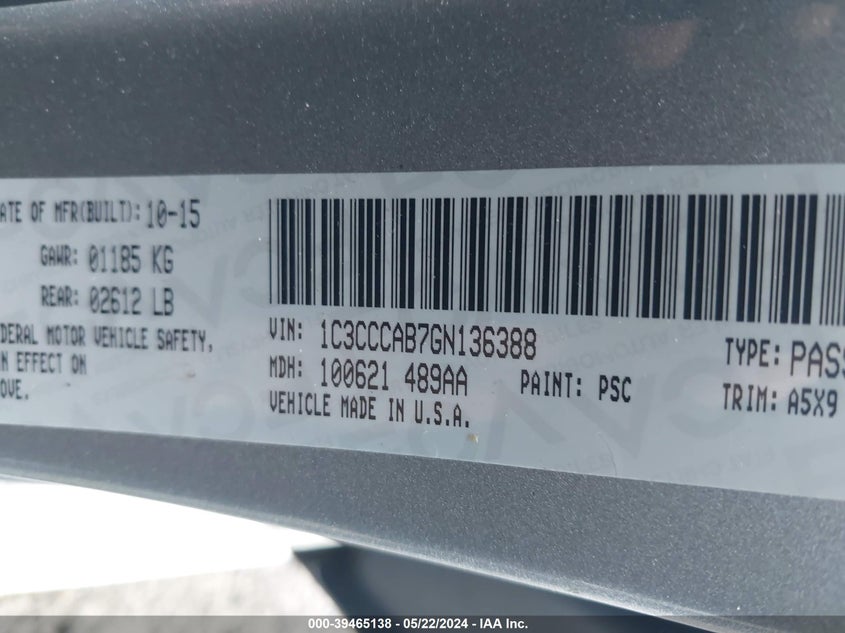 ATE OF MFR(BUILT): 10-15
GAWR: 01185 KG
REAR: 02612 LB
DERAL MOTOR VEHICLE SAFETY,
N EFFECT ON
OVE.
VIN: 1C3CCCAB7GN136388
MDH: 100621 489AA
PAINT: PSC
VEHICLE MADE IN U.S.A.
TYPE: PASS
TRIM: A5X9
000-39465138 - 05/22/2024 - IAA Inc.